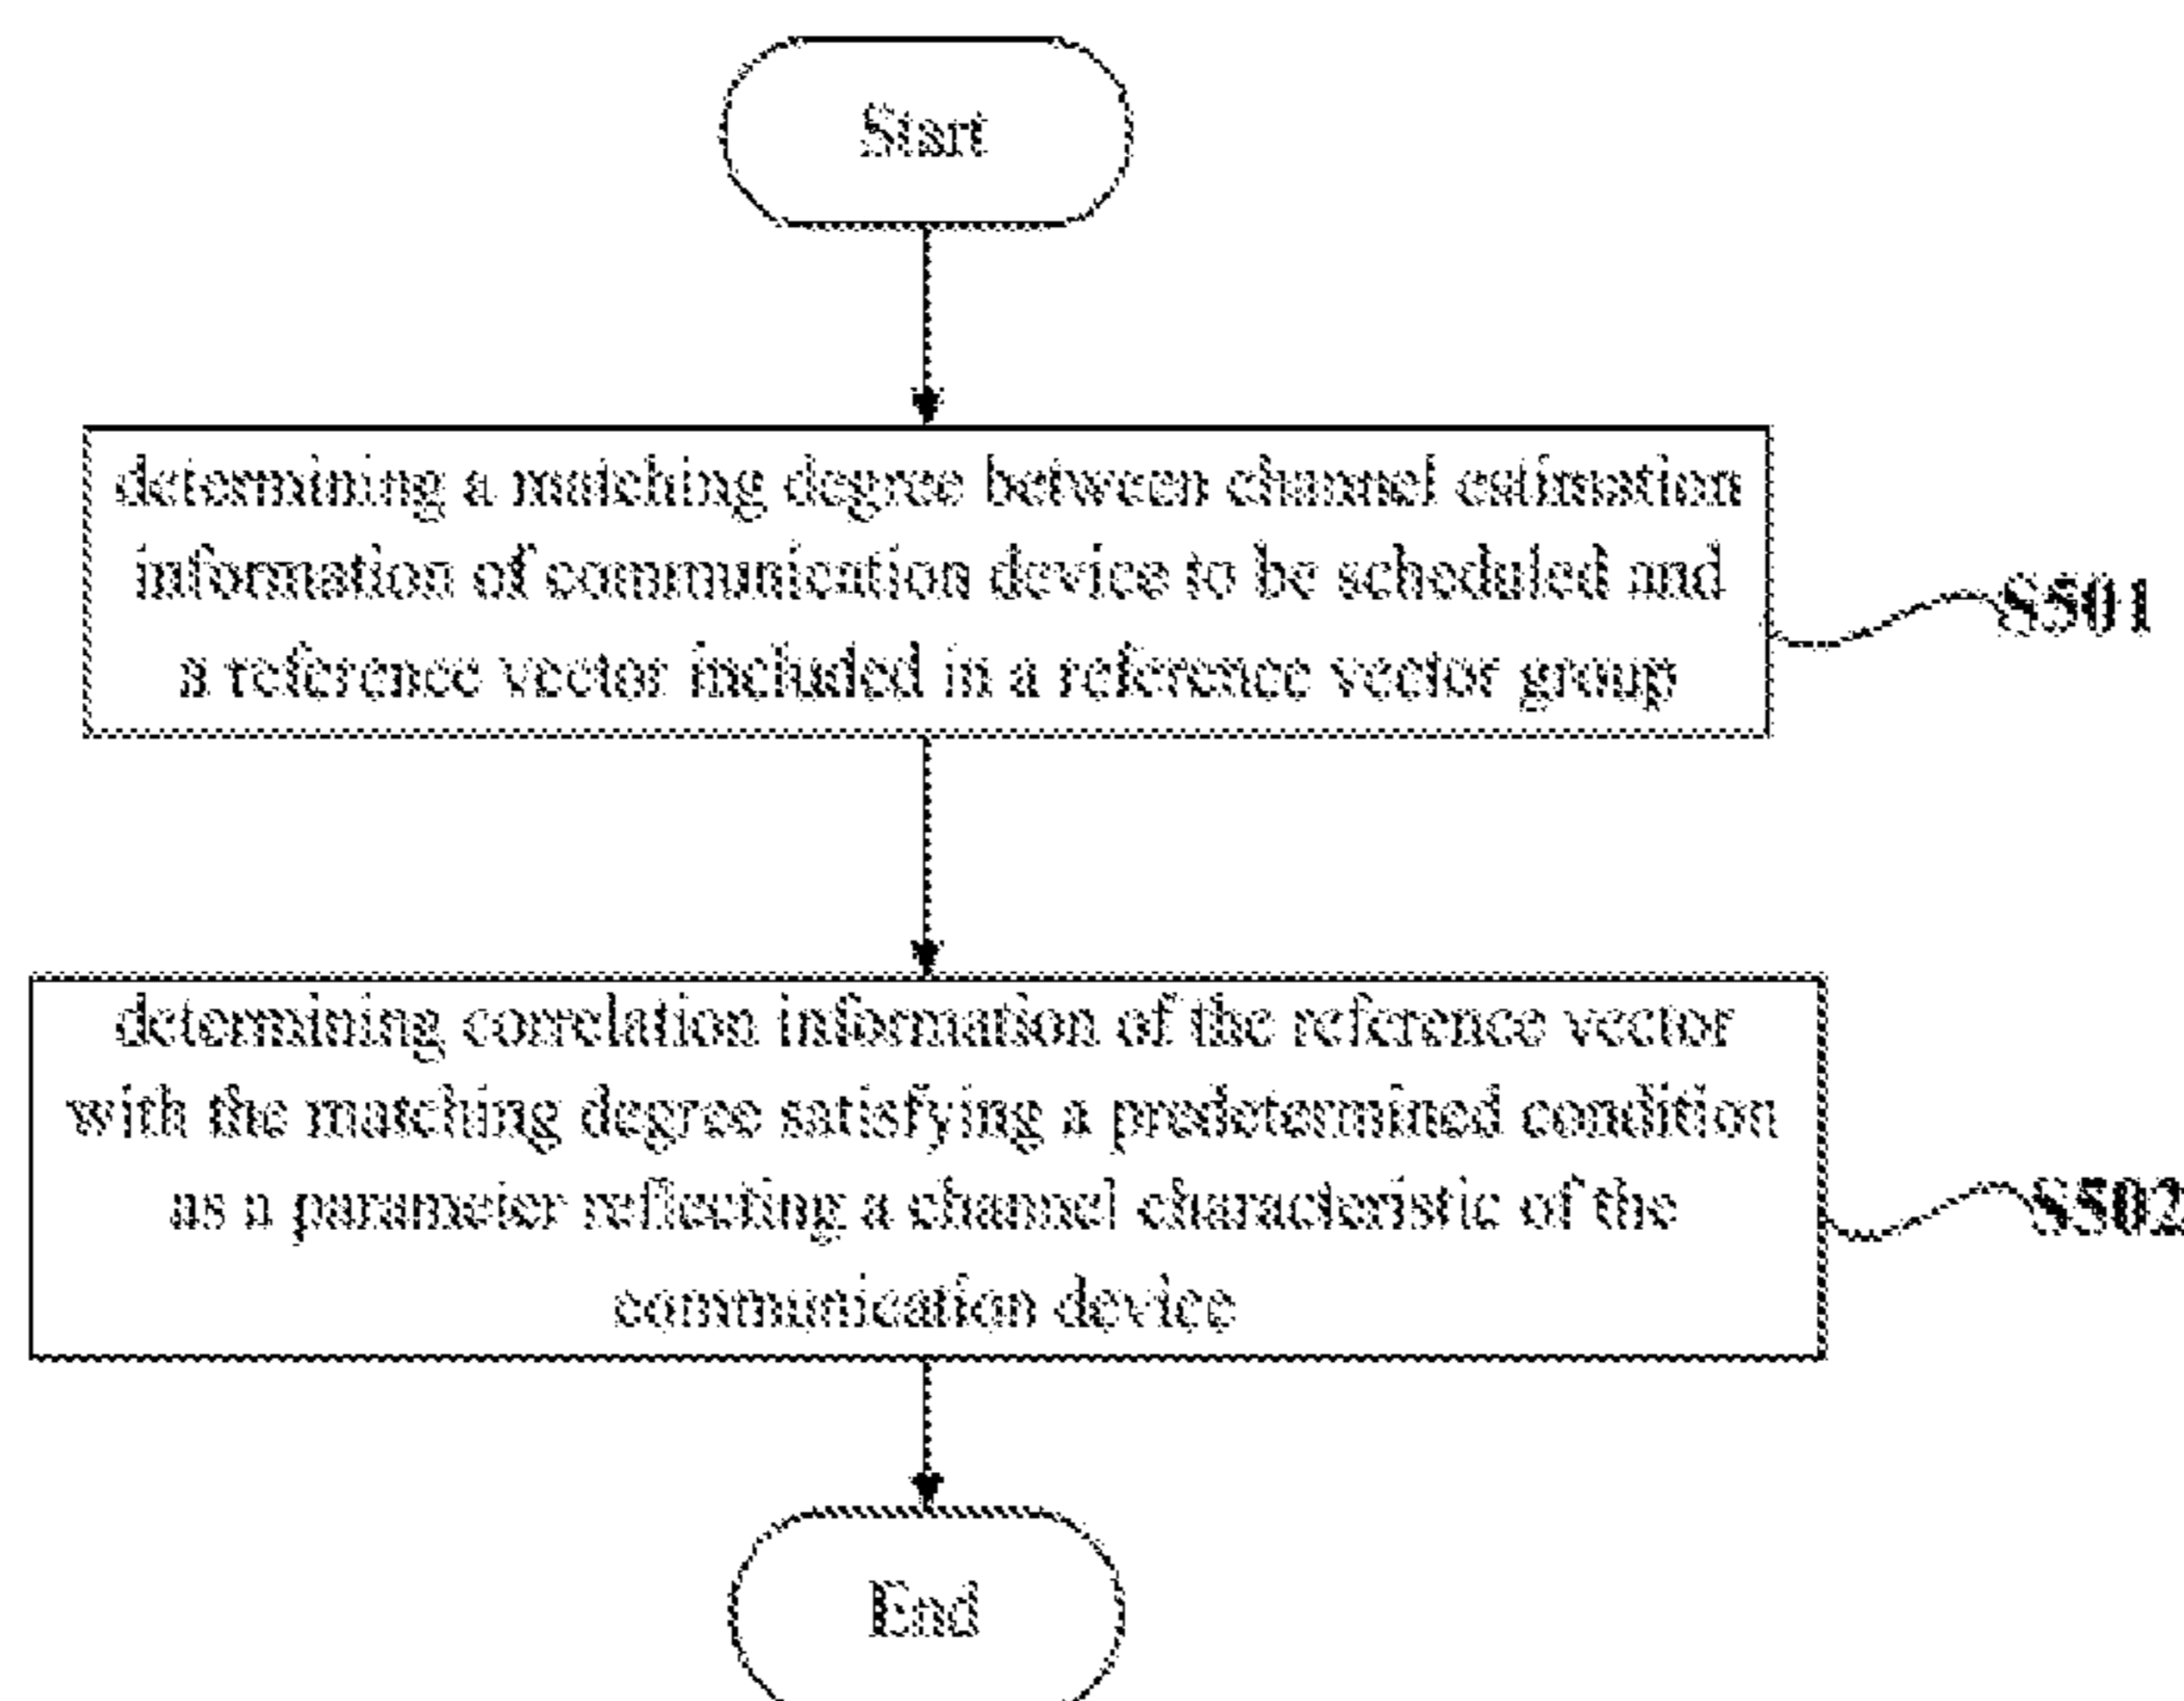 Start
determining a matching degree between channel estimation
information of communication device to be scheduled and
a reference vector included in a reference vector group
S501
determining correlation information of the reference vector
with the matching degree satisfying a predetermined condition
as a parameter reflecting a channel characteristic of the
communication device
S502
End